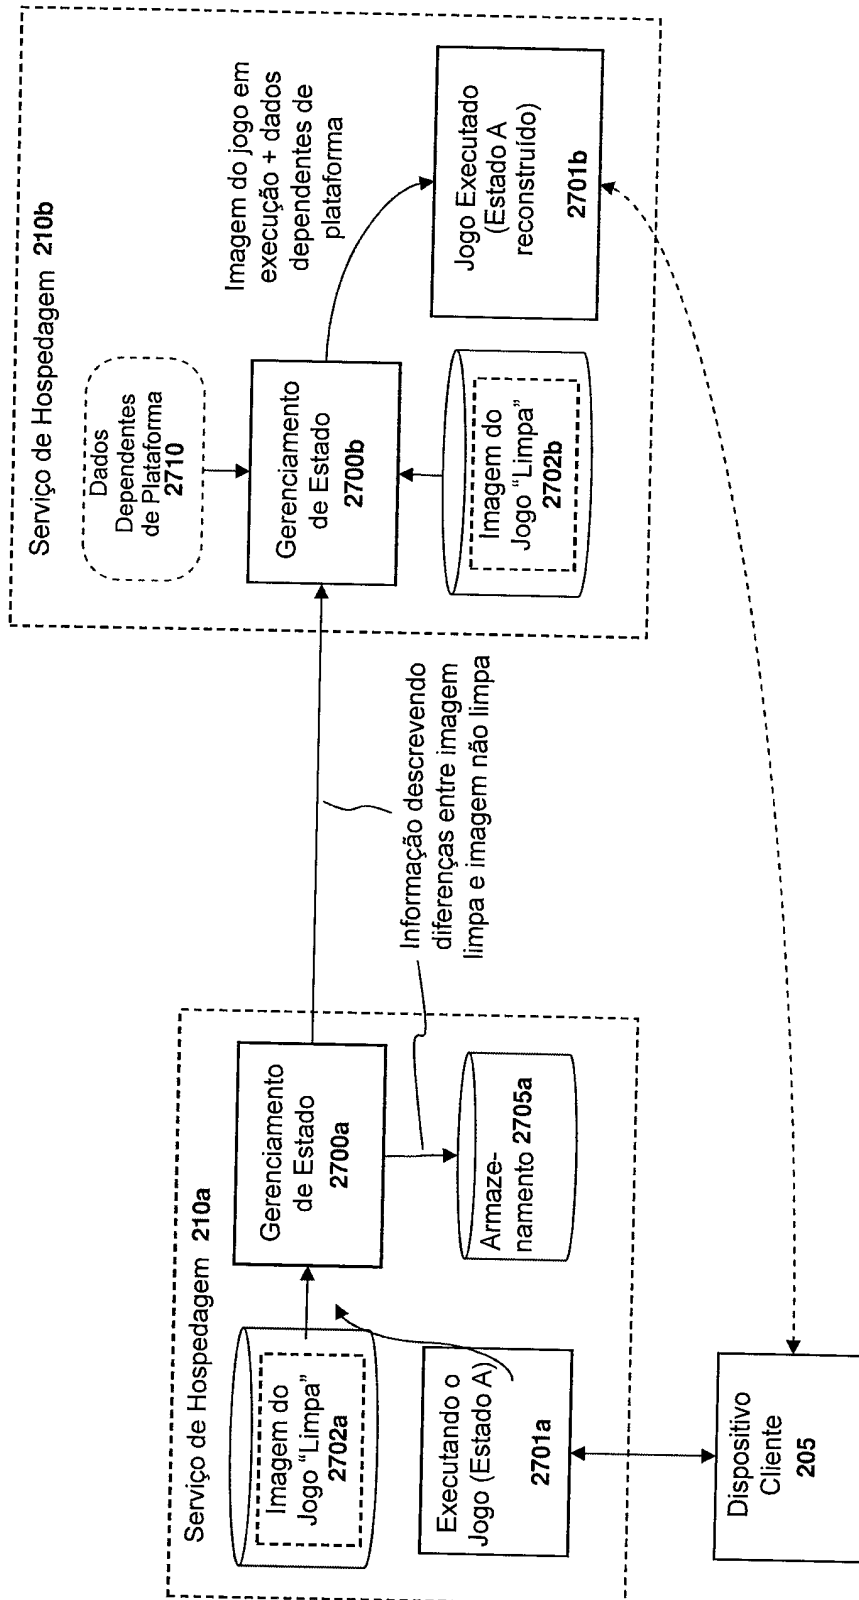 Serviço de Hospedagem 210a
Imagem do
Jogo “Limpa”
2702a
Gerenciamento
de Estado
2700a
Executando o
Jogo (Estado A)
2701a
Armaze-
namento 2705a
Dispositivo
Cliente
205
Informação descrevendo
diferenças entre imagem
limpa e imagem não limpa
Serviço de Hospedagem 210b
Dados
Dependentes
de Plataforma
2710
Gerenciamento
de Estado
2700b
Imagem do
Jogo “Limpa”
2702b
Imagem do jogo em
execução + dados
dependentes de
plataforma
Jogo Executado
(Estado A
reconstruído)
2701b